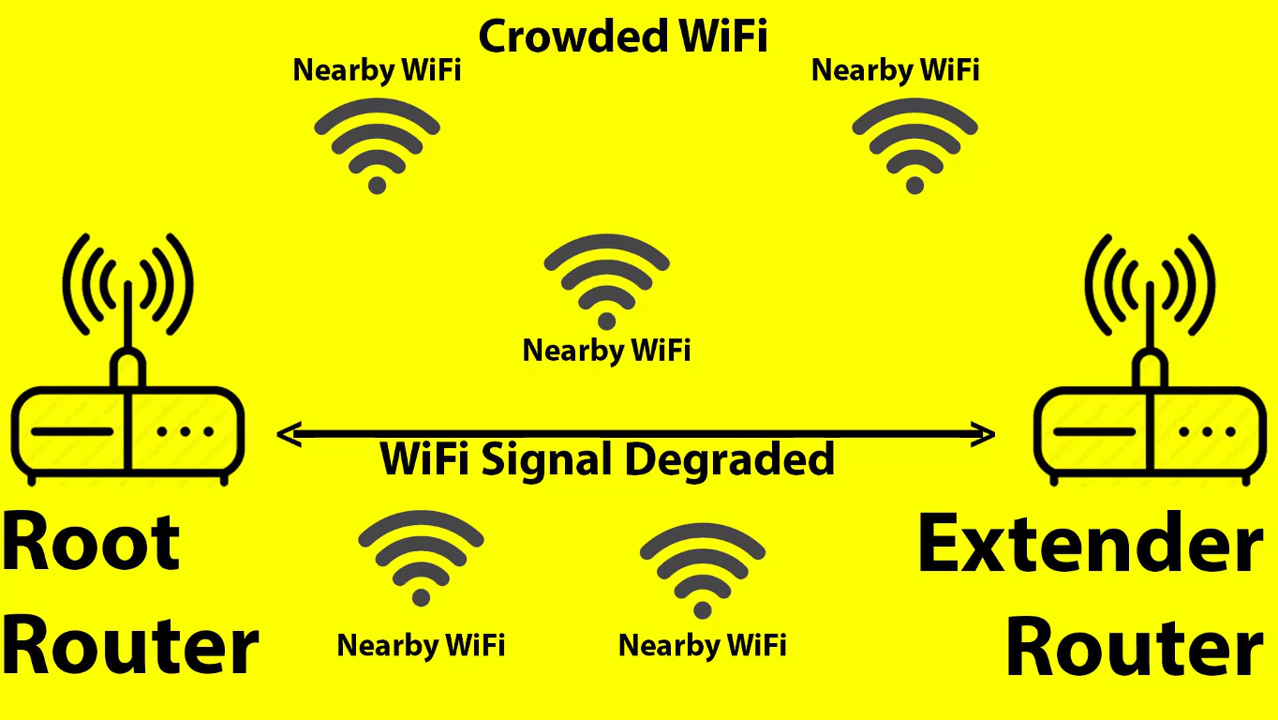 Crowded WiFi
Nearby WiFi
Nearby WiFi
Nearby WiFi
WiFi Signal Degraded
Root
Router
Extender
Router
Nearby WiFi
Nearby WiFi